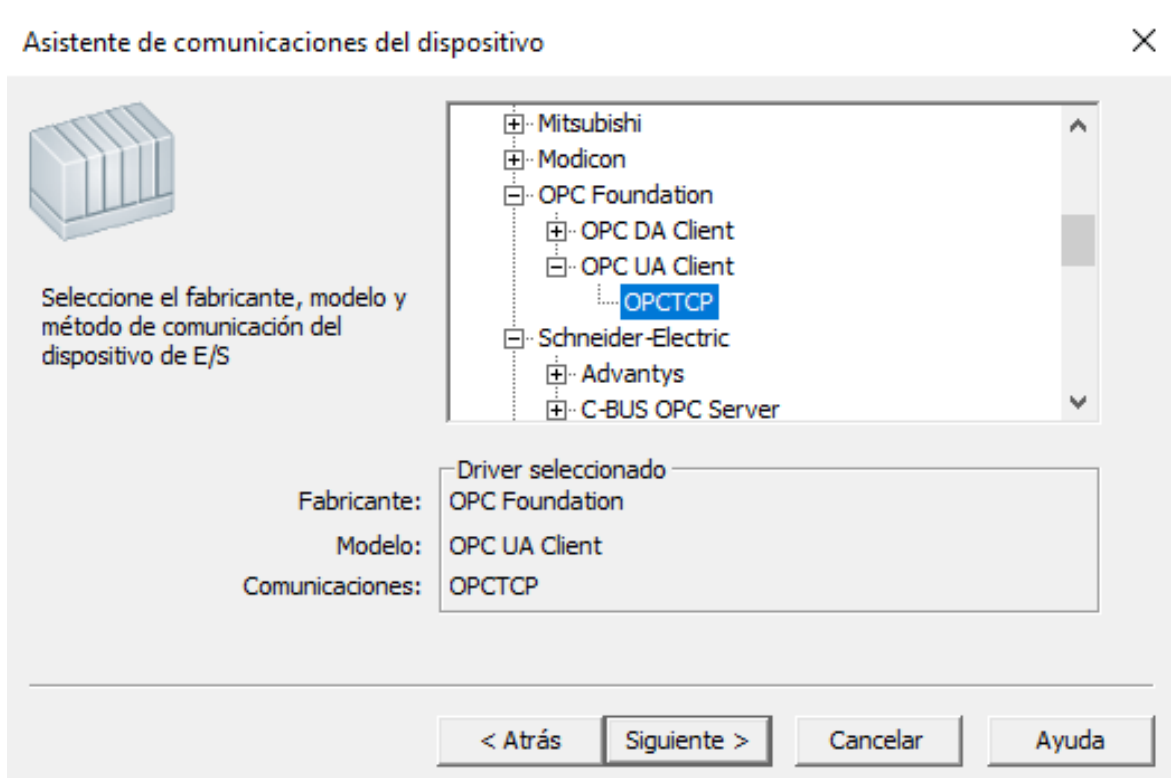 Asistente de comunicaciones del dispositivo
Mitsubishi
Modicon
OPC Foundation
OPC DA Client
OPC UA Client
OPCTCP
Schneider-Electric
Advantys
C-BUS OPC Server
Seleccione el fabricante, modelo y
método de comunicación del
dispositivo de E/S
Driver seleccionado
Fabricante: OPC Foundation
Modelo: OPC UA Client
Comunicaciones: OPCTCP
< Atrás Siguiente > Cancelar Ayuda